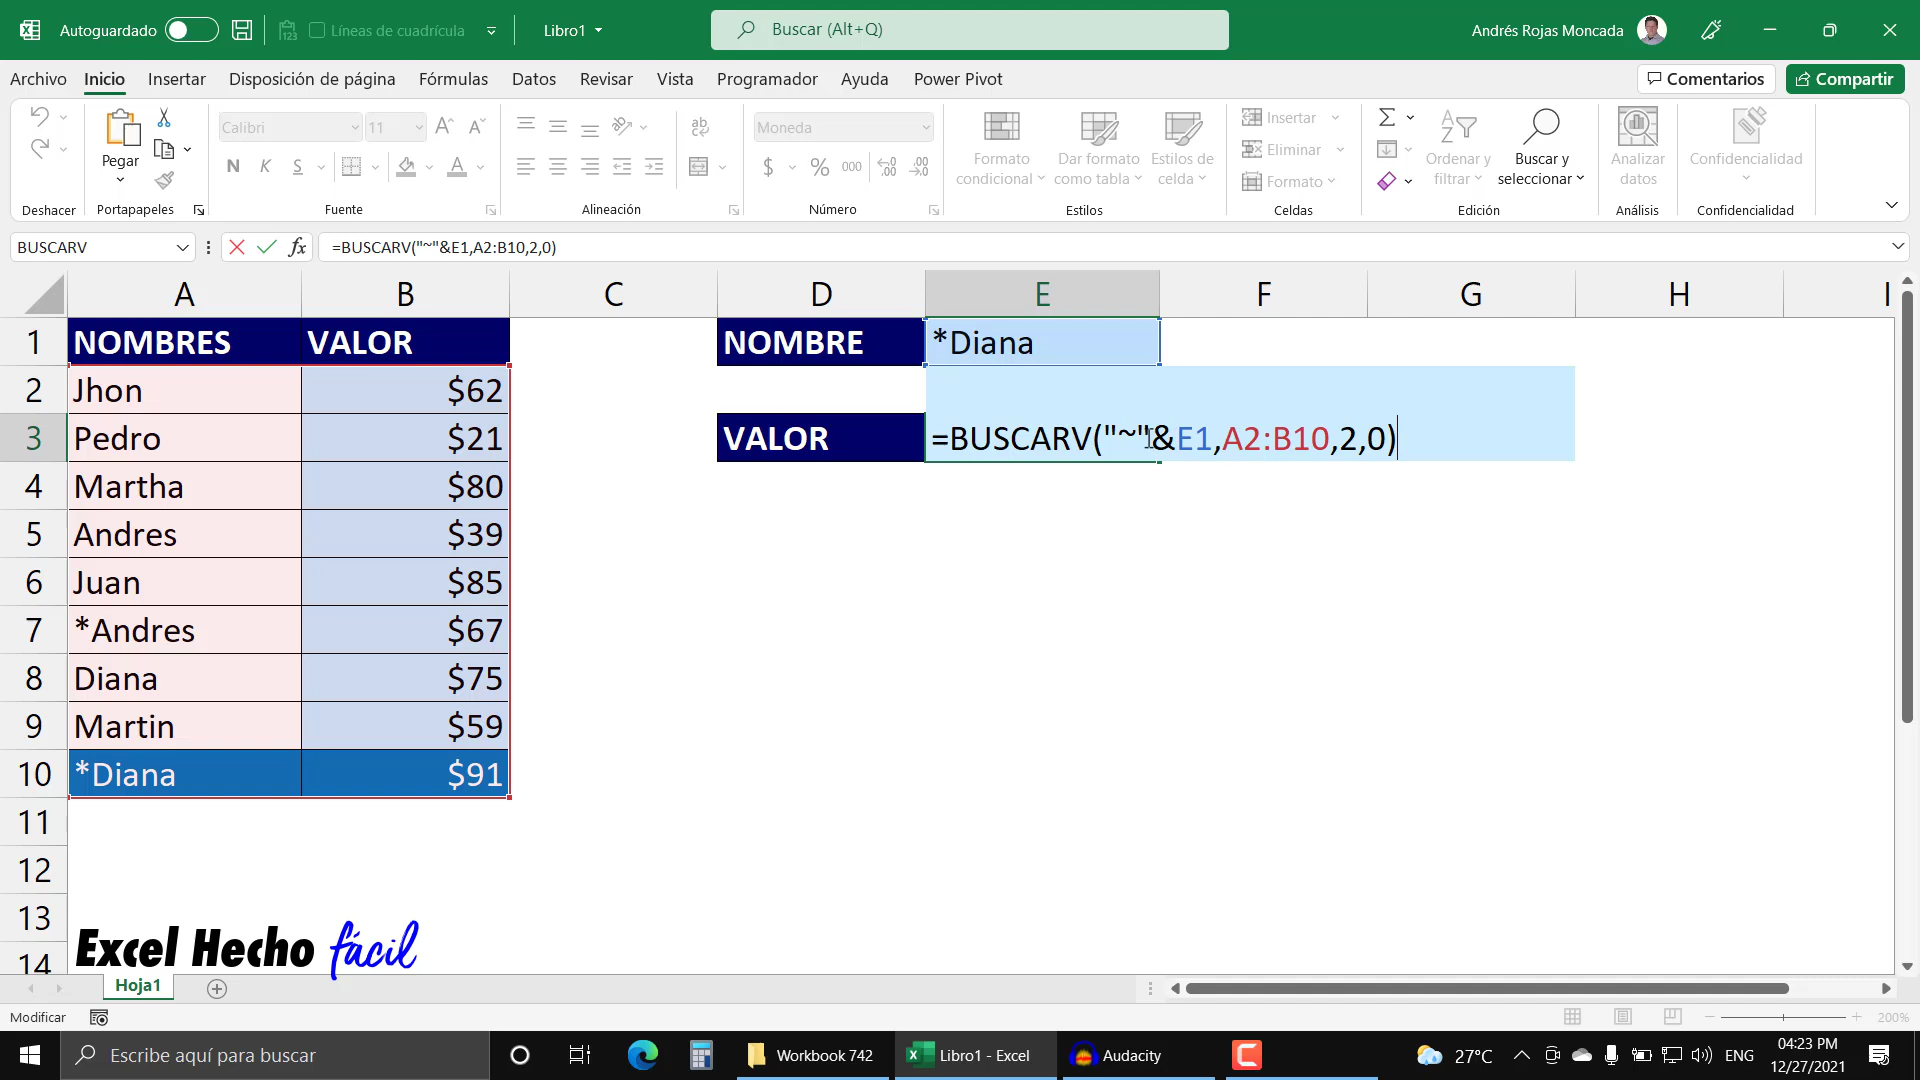 Autoguardado
Líneas de cuadrícula
Libro1
Buscar (Alt+Q)
Andrés Rojas Moncada
Archivo Inicio Insertar Disposición de página Fórmulas Datos Revisar Vista Programador Ayuda Power Pivot
Comentarios Compartir
Deshacer
Pegar
Portapapeles
Calibri 11
N K S
Fuente
Alineación
Moneda
$ % 000
Número
Formato condicional
Dar formato como tabla
Estilos de celda
Estilos
Insertar
Eliminar
Formato
Celdas
Ordenar y filtrar
Buscar y seleccionar
Edición
Analizar datos
Análisis
Confidencialidad
Confidencialidad
BUSCARV
fx
=BUSCARV("~"&E1,A2:B10,2,0)
A B C D E F G H I
1 NOMBRES VALOR NOMBRE *Diana
2 Jhon $62
3 Pedro $21 VALOR =BUSCARV("~"&E1,A2:B10,2,0)
4 Martha $80
5 Andres $39
6 Juan $85
7 *Andres $67
8 Diana $75
9 Martin $59
10 *Diana $91
11
12
13
14
Excel Hecho fácil
Hoja1
Modificar
200%
Escribe aquí para buscar
Workbook 742
Libro1 - Excel
Audacity
27°C
ENG
04:23 PM
12/27/2021